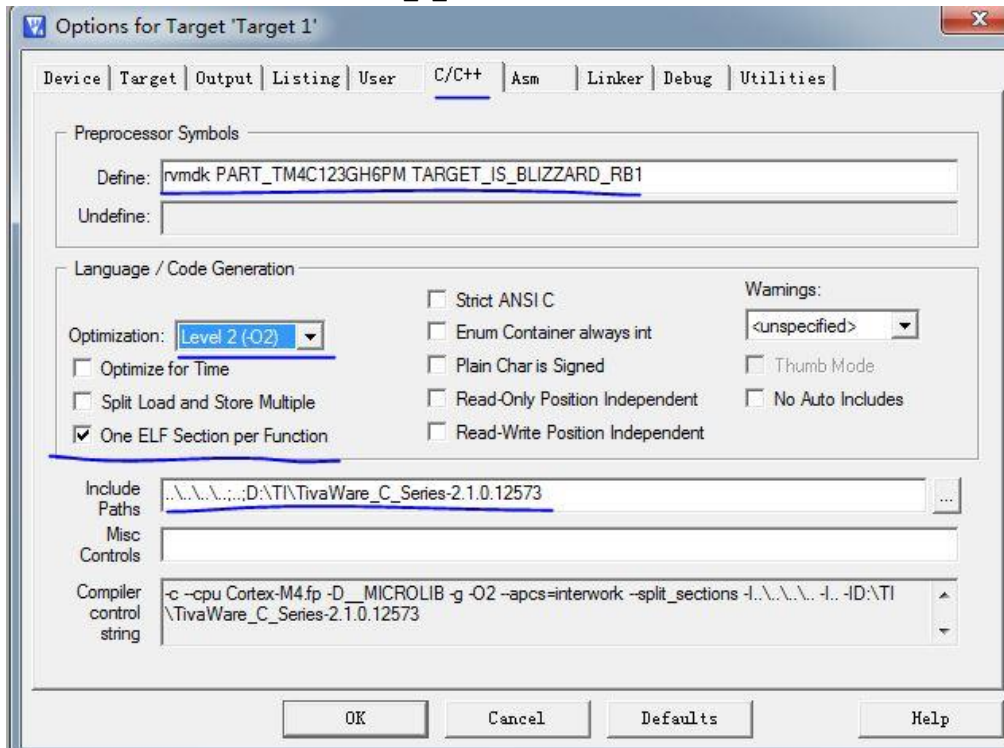 Options for Target 'Target 1'
Device Target Output Listing User C/C++ Asm Linker Debug Utilities
Preprocessor Symbols
Define: rvmdk PART_TM4C123GH6PM TARGET_IS_BLIZZARD_RB1
Undefine:
Language / Code Generation
Optimization: Level 2 (-O2)
Optimize for Time
Split Load and Store Multiple
One ELF Section per Function
Strict ANSI C
Enum Container always int
Plain Char is Signed
Read-Only Position Independent
Read-Write Position Independent
Warnings:
<unspecified>
Thumb Mode
No Auto Includes
Include Paths
..\..\..\..;..;D:\TI\TivaWare_C_Series-2.1.0.12573
...
Misc Controls
Compiler control string
-c --cpu Cortex-M4.fp -D__MICROLIB -g -O2 --apcs=interwork --split_sections -I..\..\..\.. -I.. -ID:\TI
\TivaWare_C_Series-2.1.0.12573
OK Cancel Defaults Help